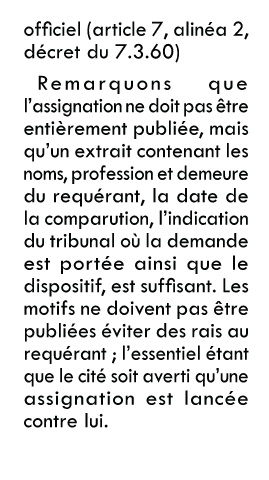 officiel (article 7, alinéa 2,
décret du 7.3.60)
Remarquons que
l'assignation ne doit pas être
entièrement publiée, mais
qu'un extrait contenant les
noms, profession et demeure
du requérant, la date de
la comparution, l'indication
du tribunal où la demande
est portée ainsi que le
dispositif, est suffisant. Les
motifs ne doivent pas être
publiées éviter des rais au
requérant ; l'essentiel étant
que le cité soit averti qu'une
assignation est lancée
contre lui.